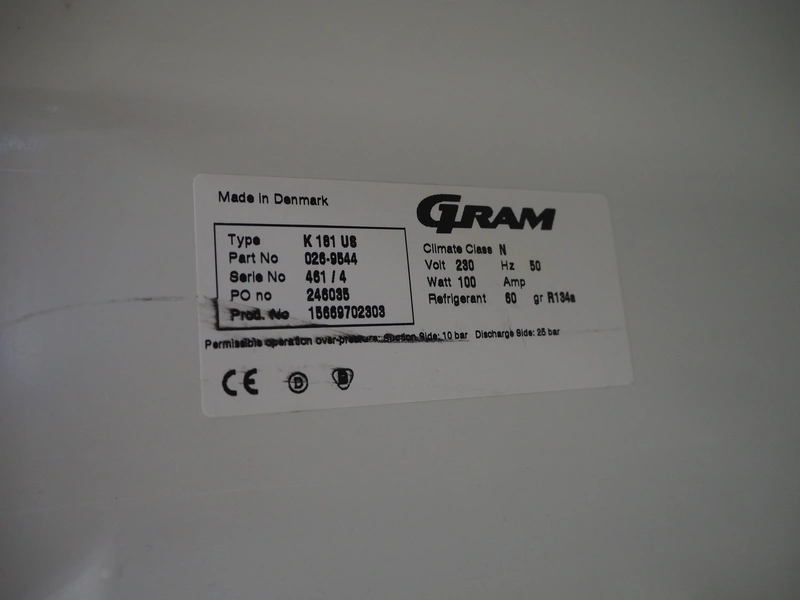 Made in Denmark
GRAM
Type K 181 US
Part No 026-9544
Serie No 461 / 4
PO no 246035
Prod. No 15669702303
Climate Class N
Volt 230 Hz 50
Watt 100 Amp
Refrigerant 60 gr R134a
Permissible operation over-pressure: Suction Side: 10 bar Discharge Side: 25 bar
CE D